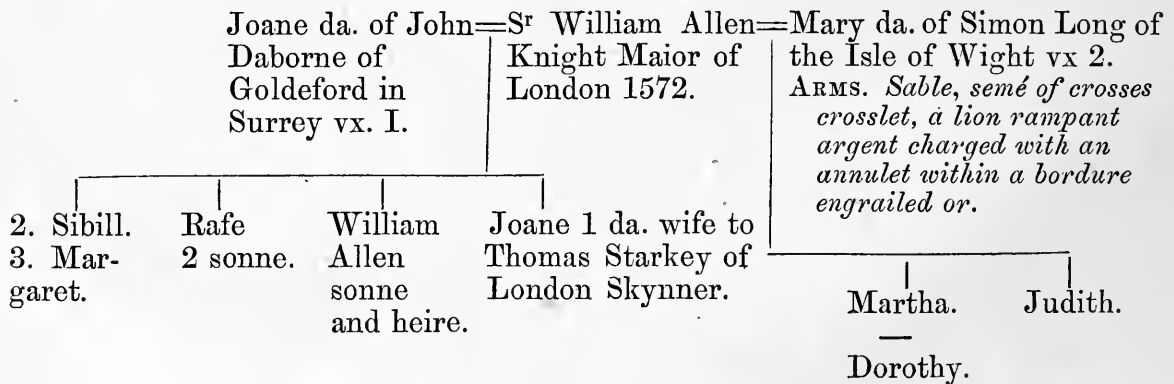 Joane da. of John=Sʳ William Allen=Mary da. of Simon Long of
Daborne of
Goldeford in
Surrey vx. I.
Knight Maior of
London 1572.
the Isle of Wight vx 2.
ARMS. Sable, semé of crosses
crosslet, a lion rampant
argent charged with an
annulet within a bordure
engrailed or.
2. Sibill.
3. Mar-
garet.
Rafe
2 sonne.
William
Allen
sonne
and heire.
Joane 1 da. wife to
Thomas Starkey of
London Skynner.
Martha.
—
Dorothy.
Judith.